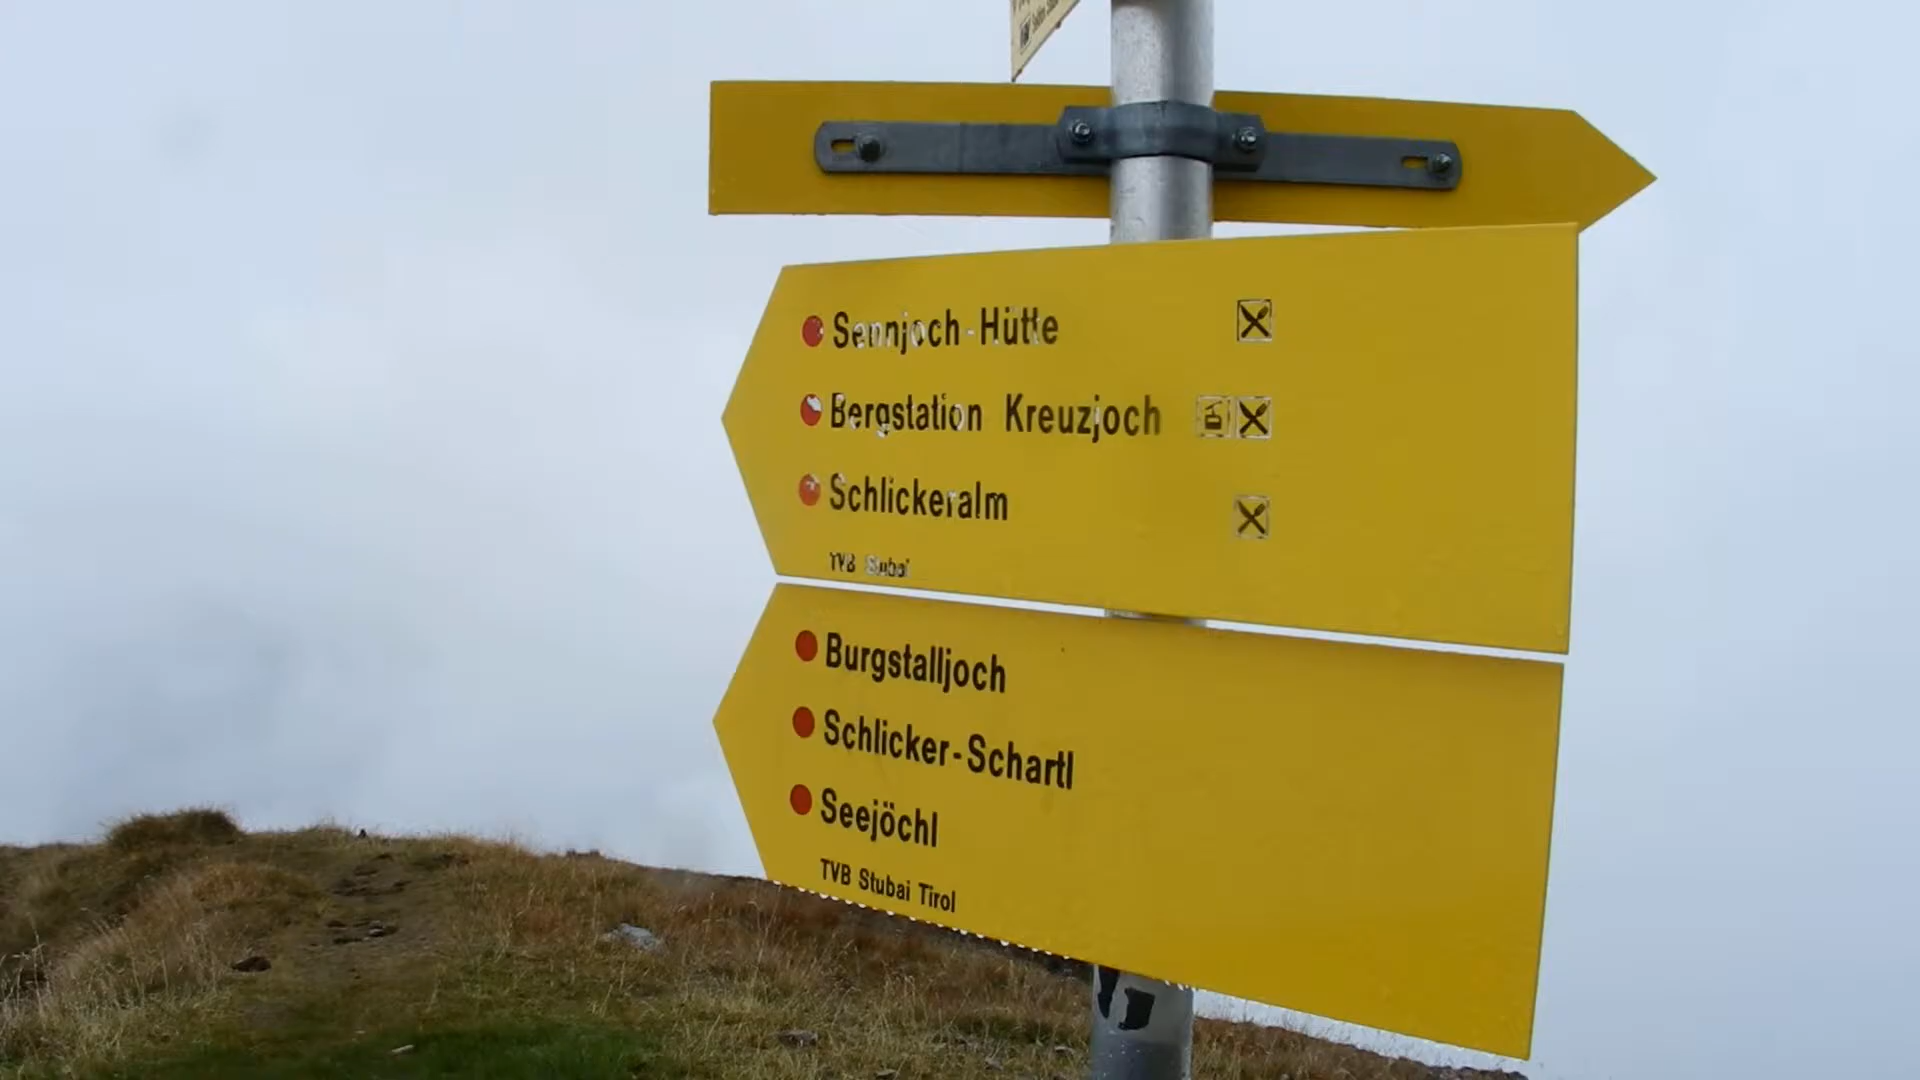 Sennjoch-Hütte
Bergstation Kreuzjoch
Schlickeralm
TVB Stubai
Burgstalljoch
Schlicker-Schartl
Seejöchl
TVB Stubai Tirol